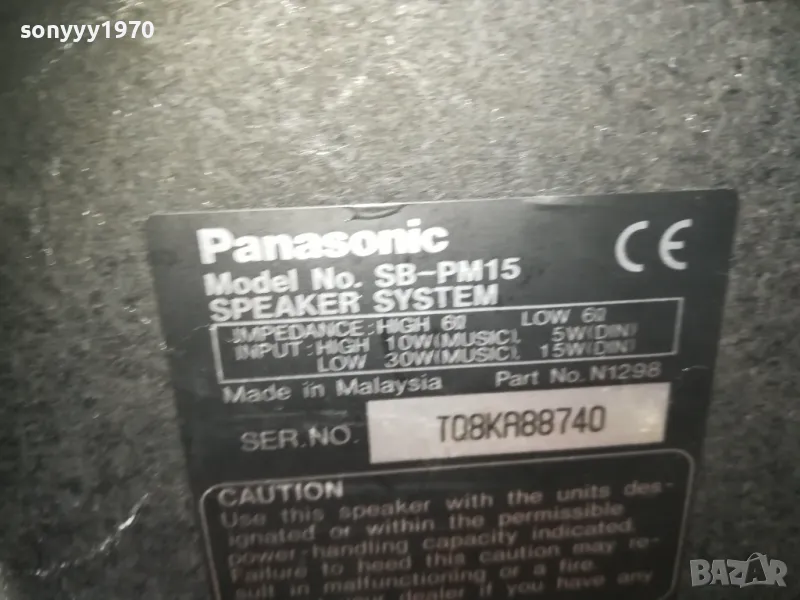 sonyyy1970
Panasonic
CE
Model No. SB-PM15
SPEAKER SYSTEM
IMPEDANCE:HIGH 6Ω LOW 6Ω
INPUT:HIGH 10W(MUSIC), 5W(DIN)
LOW 30W(MUSIC), 15W(DIN)
Made in Malaysia Part No. N1298
SER.NO. TQ8KA88740
CAUTION
Use this speaker with the units des-
ignated or within the permissible
power-handling capacity indicated.
Failure to heed this caution may re-
sult in malfunctioning or a fire.
your dealer if you have any
BAZAR